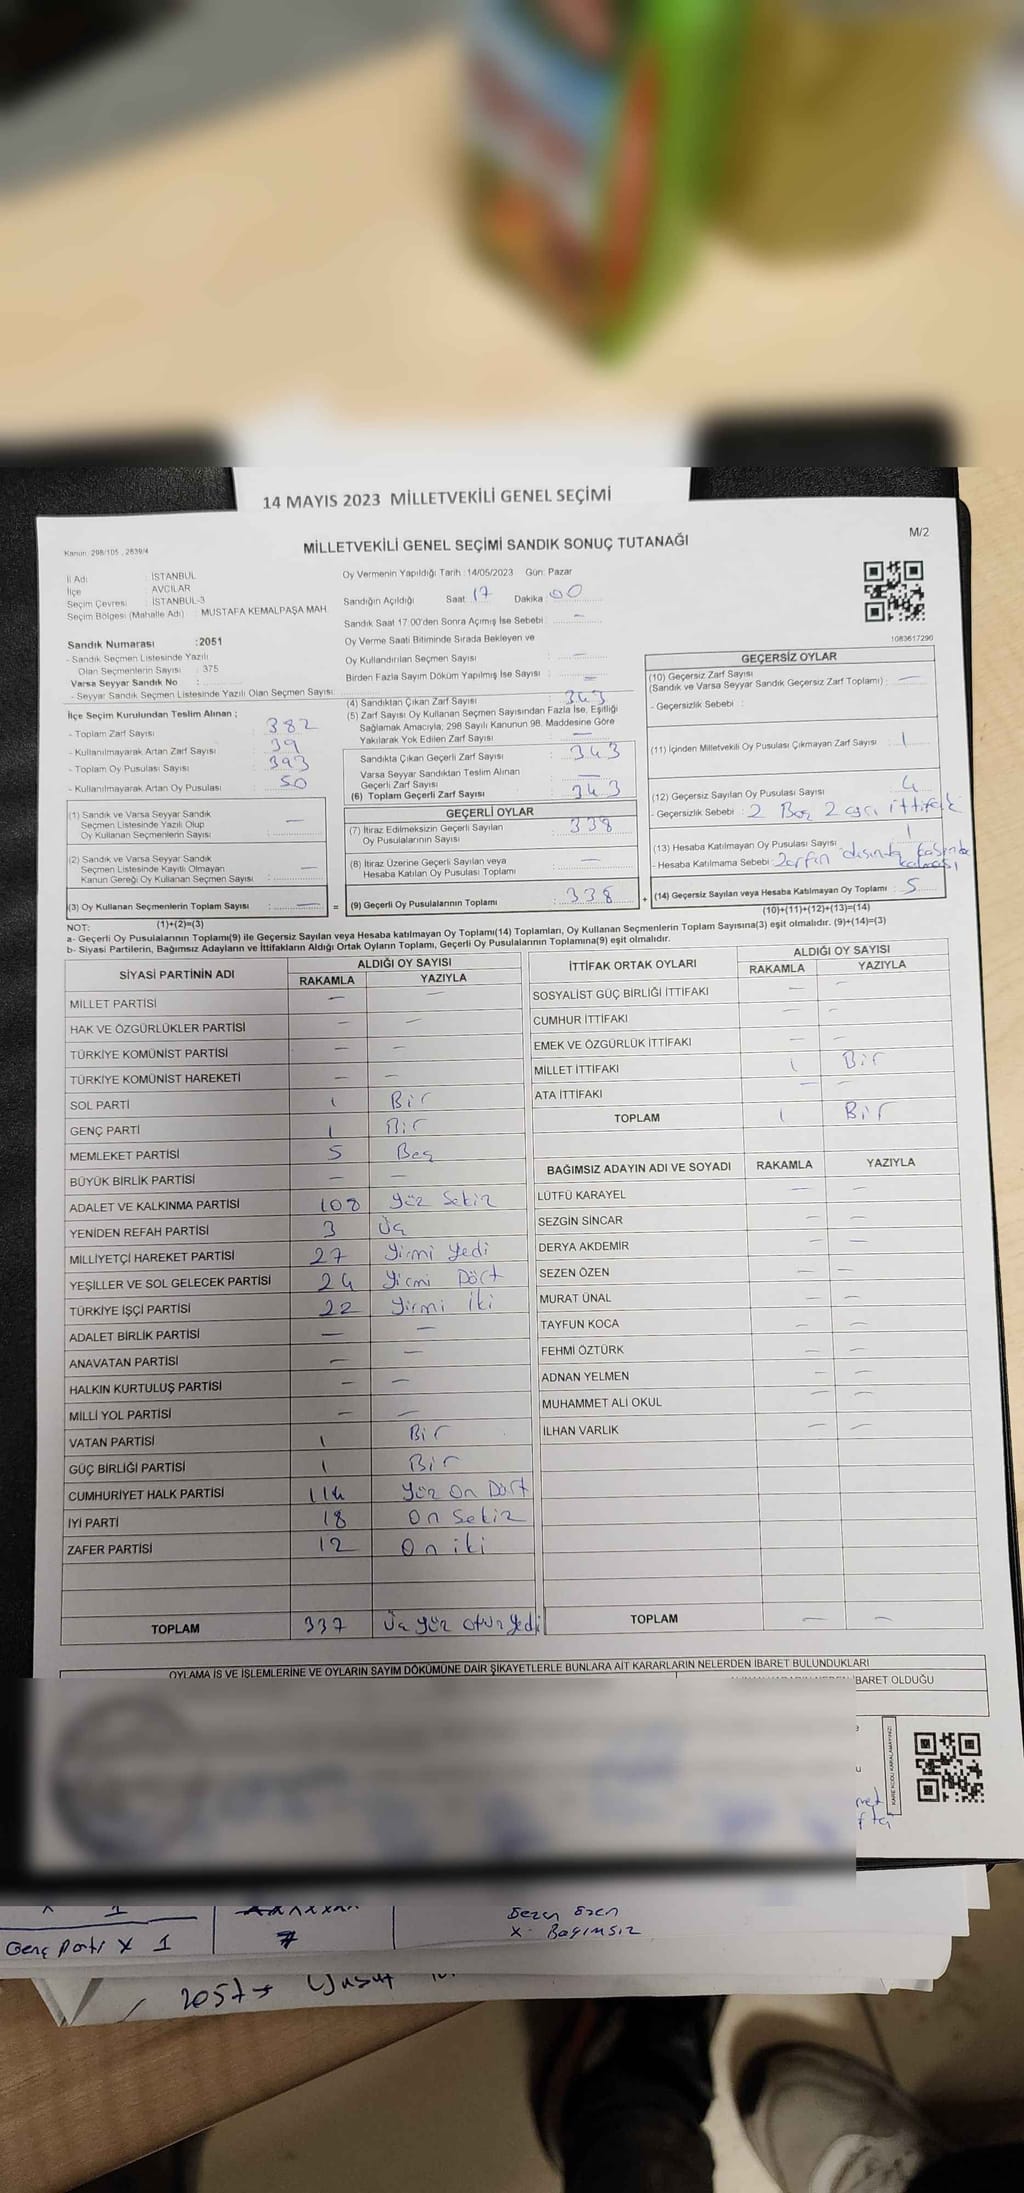 14 MAYIS 2023 MİLLETVEKİLİ GENEL SEÇİMİ
M/2
Kanun: 298/105 , 2839/4
MİLLETVEKİLİ GENEL SEÇİMİ SANDIK SONUÇ TUTANAĞI
İl Adı : İSTANBUL
İlçe : AVCILAR
Seçim Çevresi : İSTANBUL-3
Seçim Bölgesi (Mahalle Adı) : MUSTAFA KEMALPAŞA MAH.
Sandık Numarası :2051
- Sandık Seçmen Listesinde Yazılı
Olan Seçmenlerin Sayısı : 375
Varsa Seyyar Sandık No :
- Seyyar Sandık Seçmen Listesinde Yazılı Olan Seçmen Sayısı:
Oy Vermenin Yapıldığı Tarih :14/05/2023 Gün: Pazar
Sandığın Açıldığı Saat 17 Dakika 00
Sandık Saat 17:00'den Sonra Açımış İse Sebebi : —
Oy Verme Saati Bitiminde Sırada Bekleyen ve
Oy Kullandırılan Seçmen Sayısı : —
Birden Fazla Sayım Döküm Yapılmış İse Sayısı : —
1083617290
İlçe Seçim Kurulundan Teslim Alınan ;
- Toplam Zarf Sayısı : 382
- Kullanılmayarak Artan Zarf Sayısı : 39
- Toplam Oy Pusulası Sayısı : 393
- Kullanılmayarak Artan Oy Pusulası : 50
(4) Sandıktan Çıkan Zarf Sayısı : 343
(5) Zarf Sayısı Oy Kullanan Seçmen Sayısından Fazla İse, Eşitliği
Sağlamak Amacıyla; 298 Sayılı Kanunun 98. Maddesine Göre
Yakılarak Yok Edilen Zarf Sayısı : —
Sandıkta Çıkan Geçerli Zarf Sayısı : 343
Varsa Seyyar Sandıktan Teslim Alınan
Geçerli Zarf Sayısı : —
(6) Toplam Geçerli Zarf Sayısı : 343
GEÇERSİZ OYLAR
(10) Geçersiz Zarf Sayısı
(Sandık ve Varsa Seyyar Sandık Geçersiz Zarf Toplamı) : —
- Geçersizlik Sebebi :
(11) İçinden Milletvekili Oy Pusulası Çıkmayan Zarf Sayısı : 1
(12) Geçersiz Sayılan Oy Pusulası Sayısı : 4
- Geçersizlik Sebebi : 2 Boş 2 ayrı ittifak
(13) Hesaba Katılmayan Oy Pusulası Sayısı : 1
- Hesaba Katılmama Sebebi : Zarfın dışında
(14) Geçersiz Sayılan veya Hesaba Katılmayan Oy Toplamı : 5
(10)+(11)+(12)+(13)=(14)
(1) Sandık ve Varsa Seyyar Sandık
Seçmen Listesinde Yazılı Olup
Oy Kullanan Seçmenlerin Sayısı : —
(2) Sandık ve Varsa Seyyar Sandık
Seçmen Listesinde Kayıtlı Olmayan
Kanun Gereği Oy Kullanan Seçmen Sayısı : —
(3) Oy Kullanan Seçmenlerin Toplam Sayısı : — =
(1)+(2)=(3)
GEÇERLİ OYLAR
(7) İtiraz Edilmeksizin Geçerli Sayılan
Oy Pusulalarının Sayısı : 338
(8) İtiraz Üzerine Geçerli Sayılan veya
Hesaba Katılan Oy Pusulası Toplamı : —
(9) Geçerli Oy Pusulalarının Toplamı : 338 +
NOT:
a- Geçerli Oy Pusulalarının Toplamı(9) ile Geçersiz Sayılan veya Hesaba katılmayan Oy Toplamı(14) Toplamları, Oy Kullanan Seçmenlerin Toplam Sayısına(3) eşit olmalıdır. (9)+(14)=(3)
b- Siyasi Partilerin, Bağımsız Adayların ve İttifakların Aldığı Ortak Oyların Toplamı, Geçerli Oy Pusulalarının Toplamına(9) eşit olmalıdır.
SİYASİ PARTİNİN ADI ALDIĞI OY SAYISI
RAKAMLA YAZIYLA
MİLLET PARTİSİ — —
HAK VE ÖZGÜRLÜKLER PARTİSİ — —
TÜRKİYE KOMÜNİST PARTİSİ — —
TÜRKİYE KOMÜNİST HAREKETİ — —
SOL PARTİ 1 Bir
GENÇ PARTİ 1 Bir
MEMLEKET PARTİSİ 5 Beş
BÜYÜK BİRLİK PARTİSİ — —
ADALET VE KALKINMA PARTİSİ 108 Yüz Sekiz
YENİDEN REFAH PARTİSİ 3 Üç
MİLLİYETÇİ HAREKET PARTİSİ 27 Yirmi Yedi
YEŞİLLER VE SOL GELECEK PARTİSİ 24 Yirmi Dört
TÜRKİYE İŞÇİ PARTİSİ 22 Yirmi İki
ADALET BİRLİK PARTİSİ — —
ANAVATAN PARTİSİ — —
HALKIN KURTULUŞ PARTİSİ — —
MİLLİ YOL PARTİSİ — —
VATAN PARTİSİ 1 Bir
GÜÇ BİRLİĞİ PARTİSİ 1 Bir
CUMHURİYET HALK PARTİSİ 114 Yüz On Dört
İYİ PARTİ 18 On Sekiz
ZAFER PARTİSİ 12 On iki
TOPLAM 337 Üç Yüz Otuz Yedi
İTTİFAK ORTAK OYLARI ALDIĞI OY SAYISI
RAKAMLA YAZIYLA
SOSYALİST GÜÇ BİRLİĞİ İTTİFAKI — —
CUMHUR İTTİFAKI — —
EMEK VE ÖZGÜRLÜK İTTİFAKI — —
MİLLET İTTİFAKI 1 Bir
ATA İTTİFAKI — —
TOPLAM 1 Bir
BAĞIMSIZ ADAYIN ADI VE SOYADI RAKAMLA YAZIYLA
LÜTFÜ KARAYEL — —
SEZGİN SİNCAR — —
DERYA AKDEMİR — —
SEZEN ÖZEN — —
MURAT ÜNAL — —
TAYFUN KOCA — —
FEHMİ ÖZTÜRK — —
ADNAN YELMEN — —
MUHAMMET ALİ OKUL — —
İLHAN VARLIK — —
TOPLAM — —
OYLAMA İŞ VE İŞLEMLERİNE VE OYLARIN SAYIM DÖKÜMÜNE DAİR ŞİKAYETLERLE BUNLARA AİT KARARLARIN NELERDEN İBARET BULUNDUKLARI
İBARET OLDUĞU
KARE KODU KARALAMAYINIZ!
x 1
Genç Parti x 1
7
Sezen Özen
x Bağımsız
2057 → Yusuf